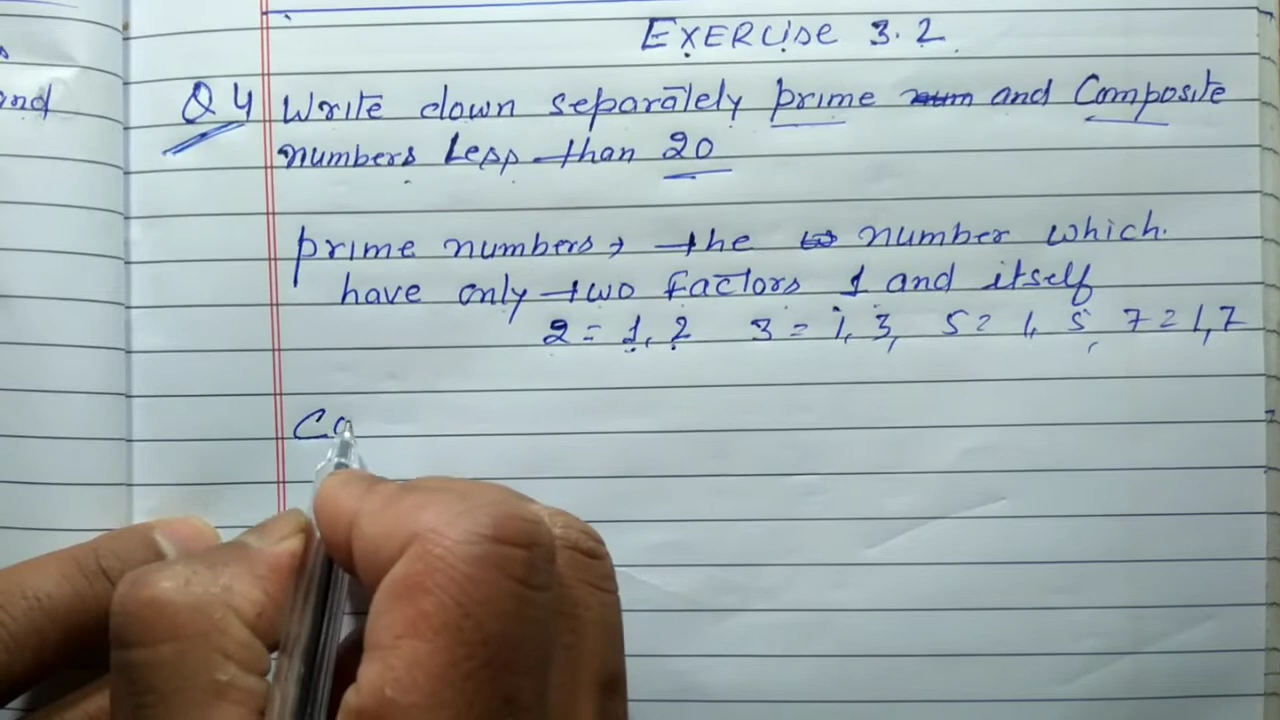 EXERCISE 3.2.
Q 4 Write down separately prime and Composite
numbers Less than 20
prime numbers, the number which
have only two factors 1 and itself
2 = 1, 2 3 = 1, 3, 5 = 1, 5, 7 = 1, 7
Co
and